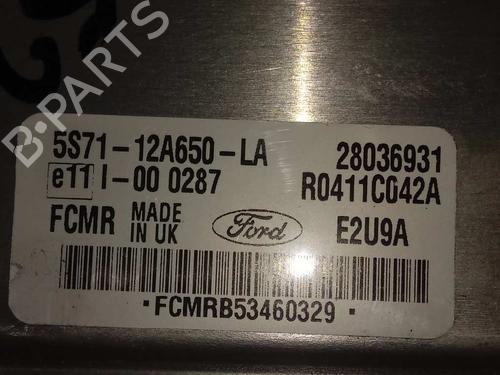 B-PARTS
5S71-12A650-LA
28036931
e11 I-00 0287
R0411C042A
FCMR
MADE IN UK
Ford
E2U9A
·FCMRB53460329·